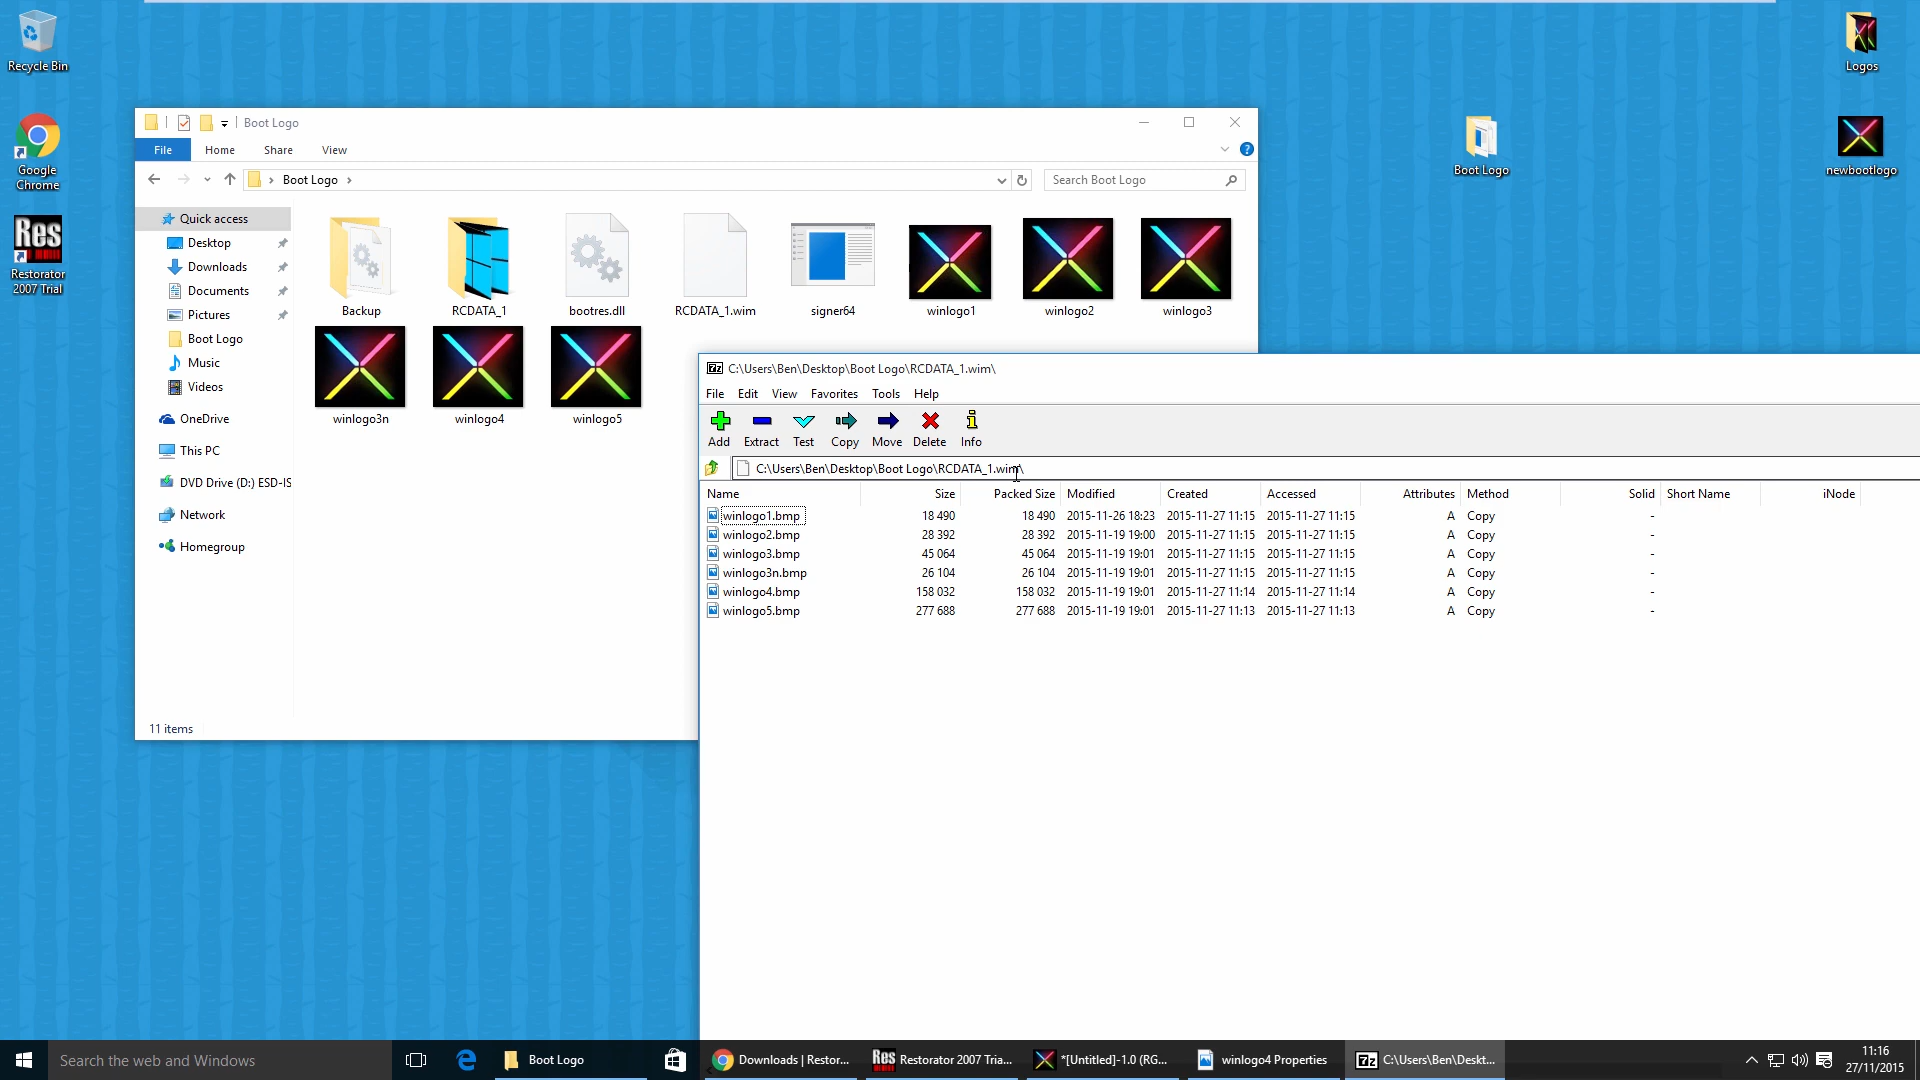 Recycle Bin
Google
Chrome
Res
Restorator
2007 Trial
Logos
Boot Logo
newbootlogo
Boot Logo
File Home Share View
Boot Logo
Search Boot Logo
Quick access
Desktop
Downloads
Documents
Pictures
Boot Logo
Music
Videos
OneDrive
This PC
DVD Drive (D:) ESD-IS
Network
Homegroup
Backup RCDATA_1 bootres.dll RCDATA_1.wim signer64 winlogo1 winlogo2 winlogo3
winlogo3n winlogo4 winlogo5
11 items
7z C:\Users\Ben\Desktop\Boot Logo\RCDATA_1.wim\
File Edit View Favorites Tools Help
Add Extract Test Copy Move Delete Info
C:\Users\Ben\Desktop\Boot Logo\RCDATA_1.wim\
Name Size Packed Size Modified Created Accessed Attributes Method Solid Short Name iNode
winlogo1.bmp 18 490 18 490 2015-11-26 18:23 2015-11-27 11:15 2015-11-27 11:15 A Copy -
winlogo2.bmp 28 392 28 392 2015-11-19 19:00 2015-11-27 11:15 2015-11-27 11:15 A Copy -
winlogo3.bmp 45 064 45 064 2015-11-19 19:01 2015-11-27 11:15 2015-11-27 11:15 A Copy -
winlogo3n.bmp 26 104 26 104 2015-11-19 19:01 2015-11-27 11:15 2015-11-27 11:15 A Copy -
winlogo4.bmp 158 032 158 032 2015-11-19 19:01 2015-11-27 11:14 2015-11-27 11:14 A Copy -
winlogo5.bmp 277 688 277 688 2015-11-19 19:01 2015-11-27 11:13 2015-11-27 11:13 A Copy -
Search the web and Windows
Boot Logo
Downloads | Restor...
Res Restorator 2007 Tria...
*[Untitled]-1.0 (RG...
winlogo4 Properties
7z C:\Users\Ben\Deskt...
11:16
27/11/2015